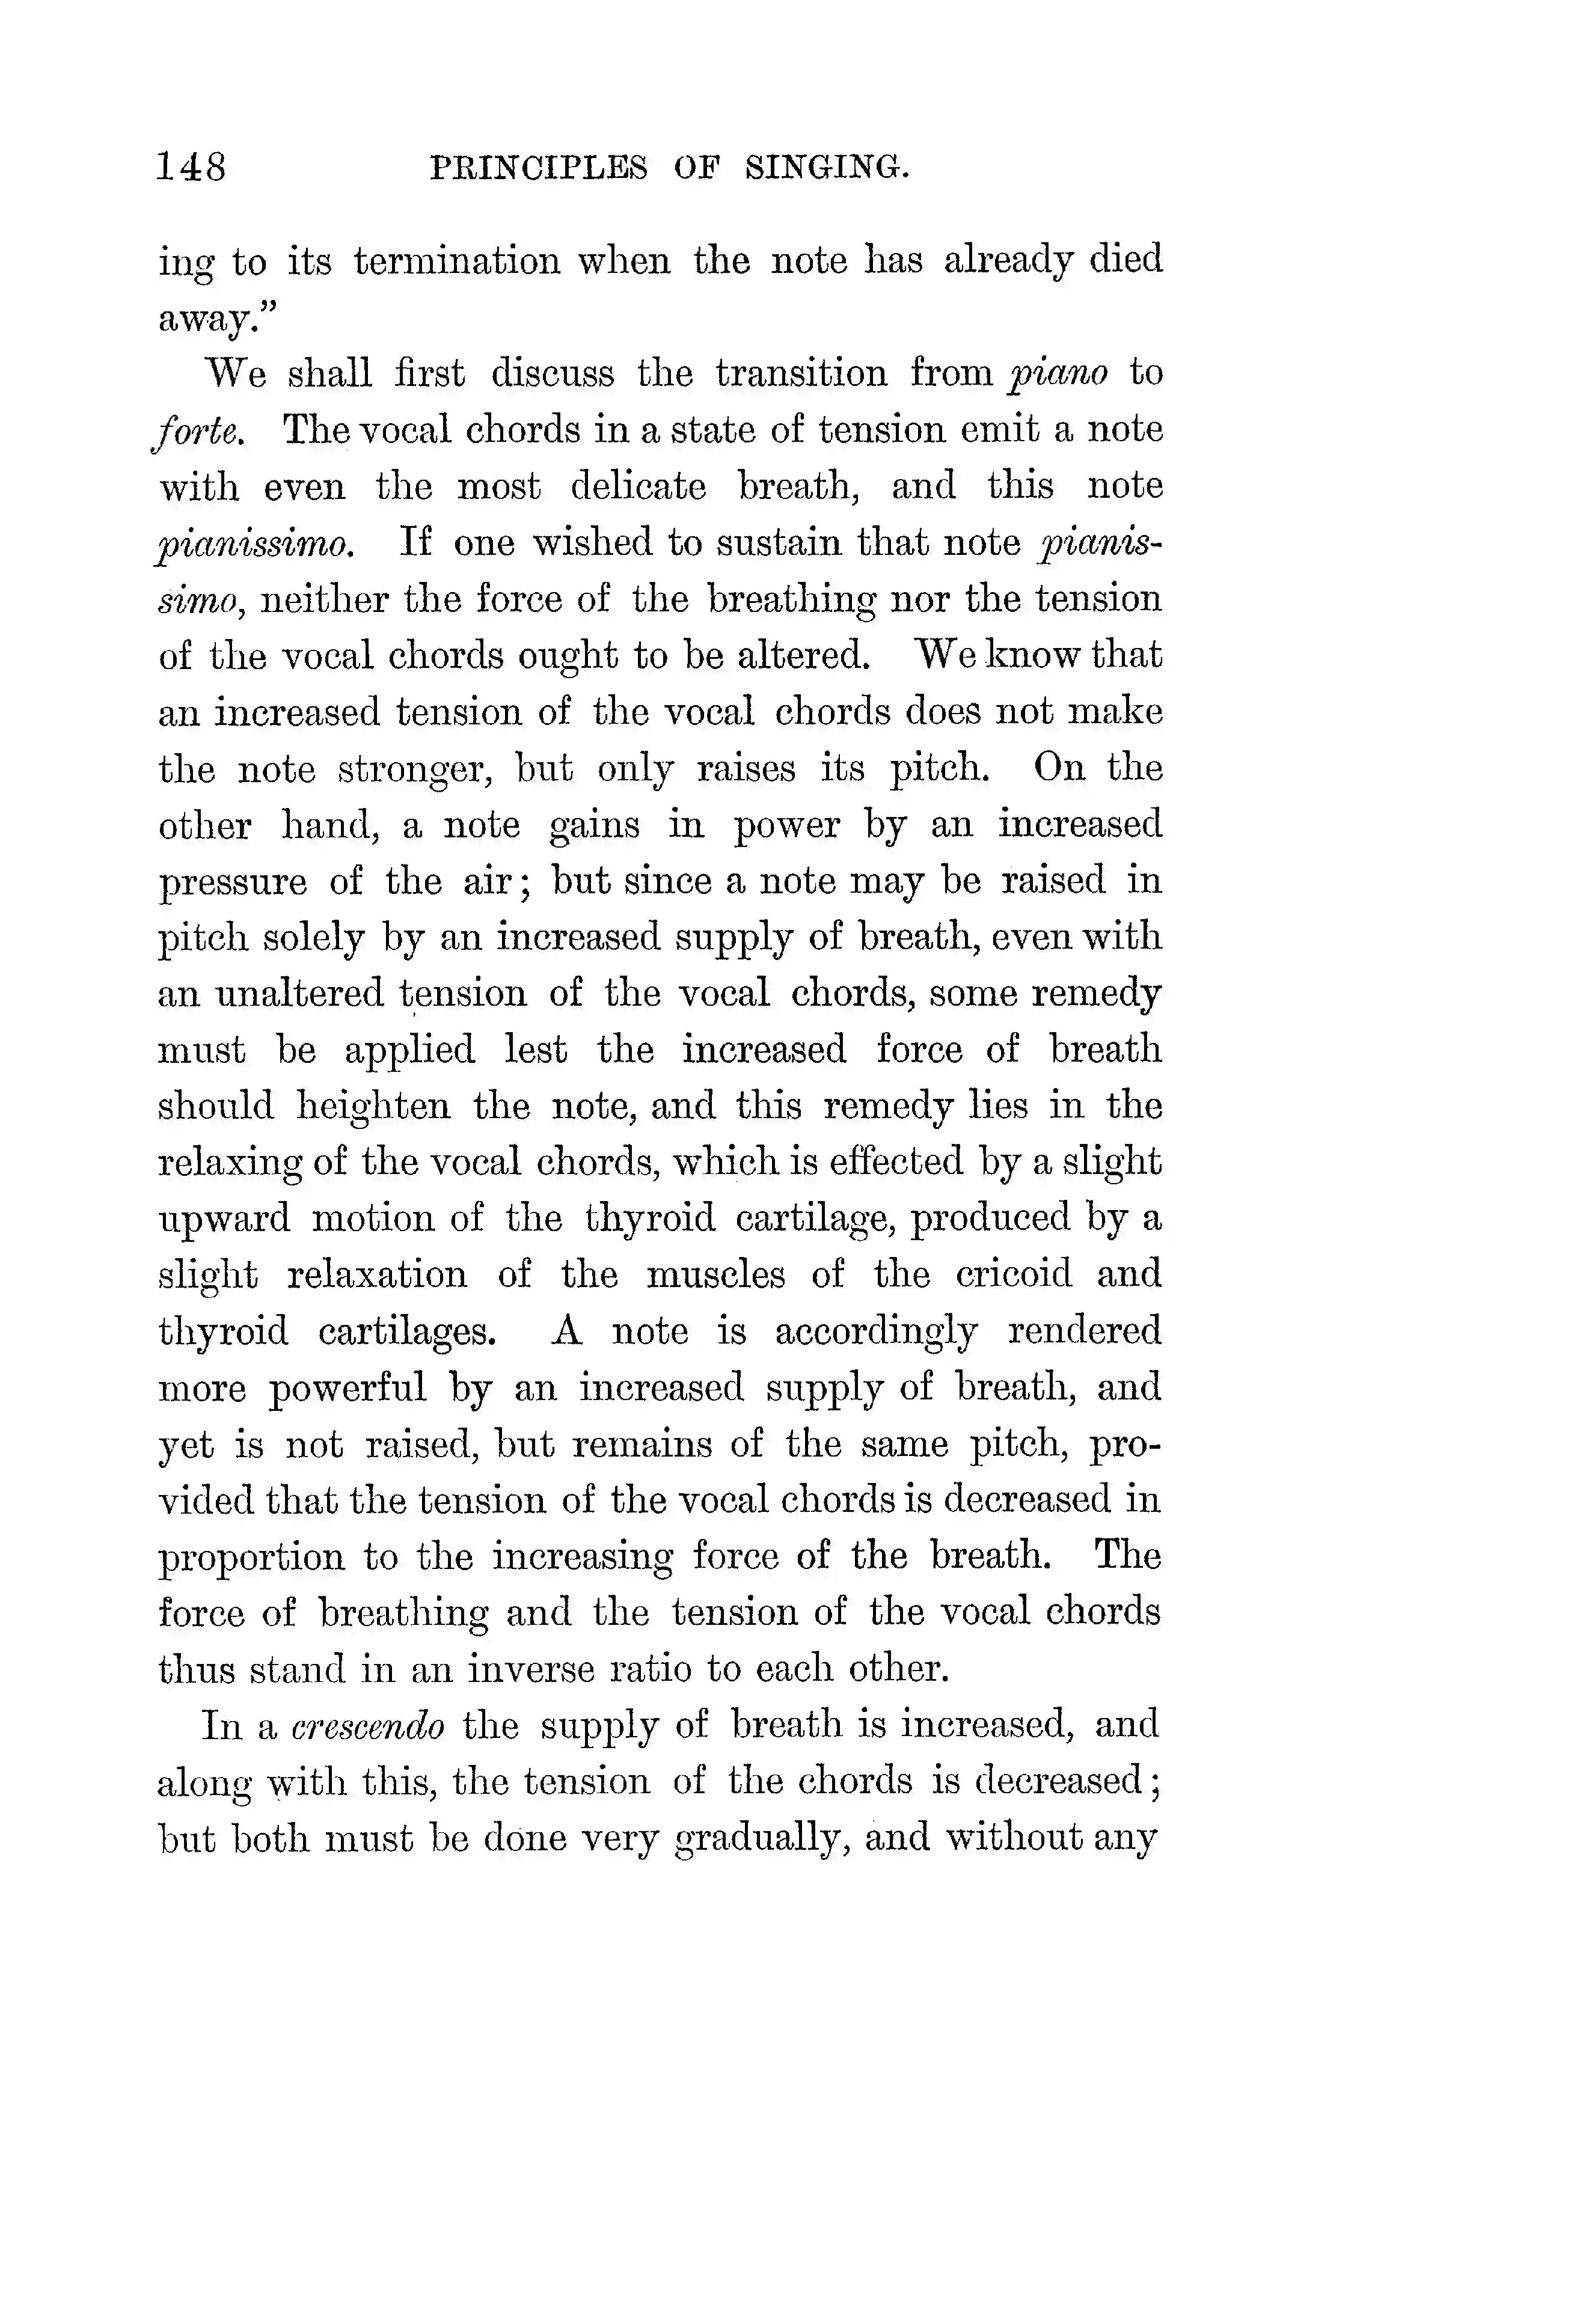 148 PRINCIPLES OF SINGING.
ing to its termination when the note has already died
away.”
We shall first discuss the transition from piano to
forte. The vocal chords in a state of tension emit a note
with even the most delicate breath, and this note
pianissimo. If one wished to sustain that note pianis-
simo, neither the force of the breathing nor the tension
of the vocal chords ought to be altered. We know that
an increased tension of the vocal chords does not make
the note stronger, but only raises its pitch. On the
other hand, a note gains in power by an increased
pressure of the air; but since a note may be raised in
pitch solely by an increased supply of breath, even with
an unaltered tension of the vocal chords, some remedy
must be applied lest the increased force of breath
should heighten the note, and this remedy lies in the
relaxing of the vocal chords, which is effected by a slight
upward motion of the thyroid cartilage, produced by a
slight relaxation of the muscles of the cricoid and
thyroid cartilages. A note is accordingly rendered
more powerful by an increased supply of breath, and
yet is not raised, but remains of the same pitch, pro-
vided that the tension of the vocal chords is decreased in
proportion to the increasing force of the breath. The
force of breathing and the tension of the vocal chords
thus stand in an inverse ratio to each other.
In a crescendo the supply of breath is increased, and
along with this, the tension of the chords is decreased;
but both must be done very gradually, and without any